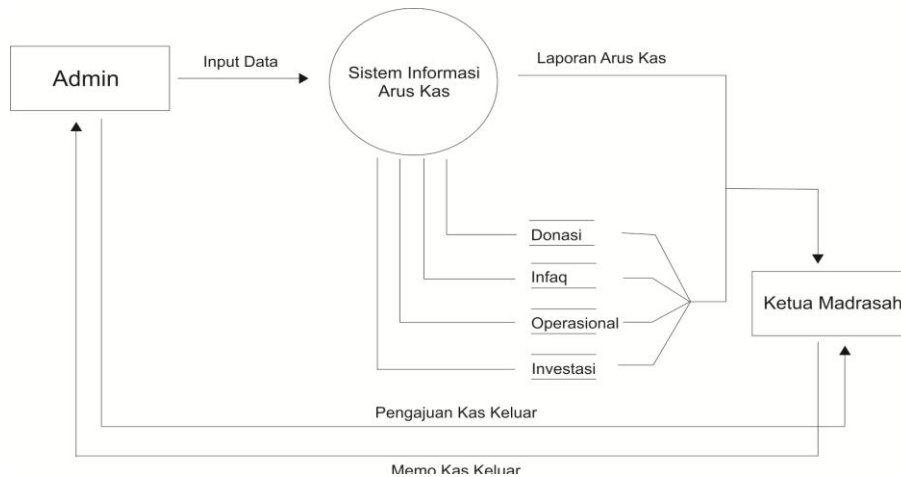 Admin
Input Data
Sistem Informasi
Arus Kas
Laporan Arus Kas
Donasi
Infaq
Operasional
Investasi
Ketua Madrasah
Pengajuan Kas Keluar
Memo Kas Keluar